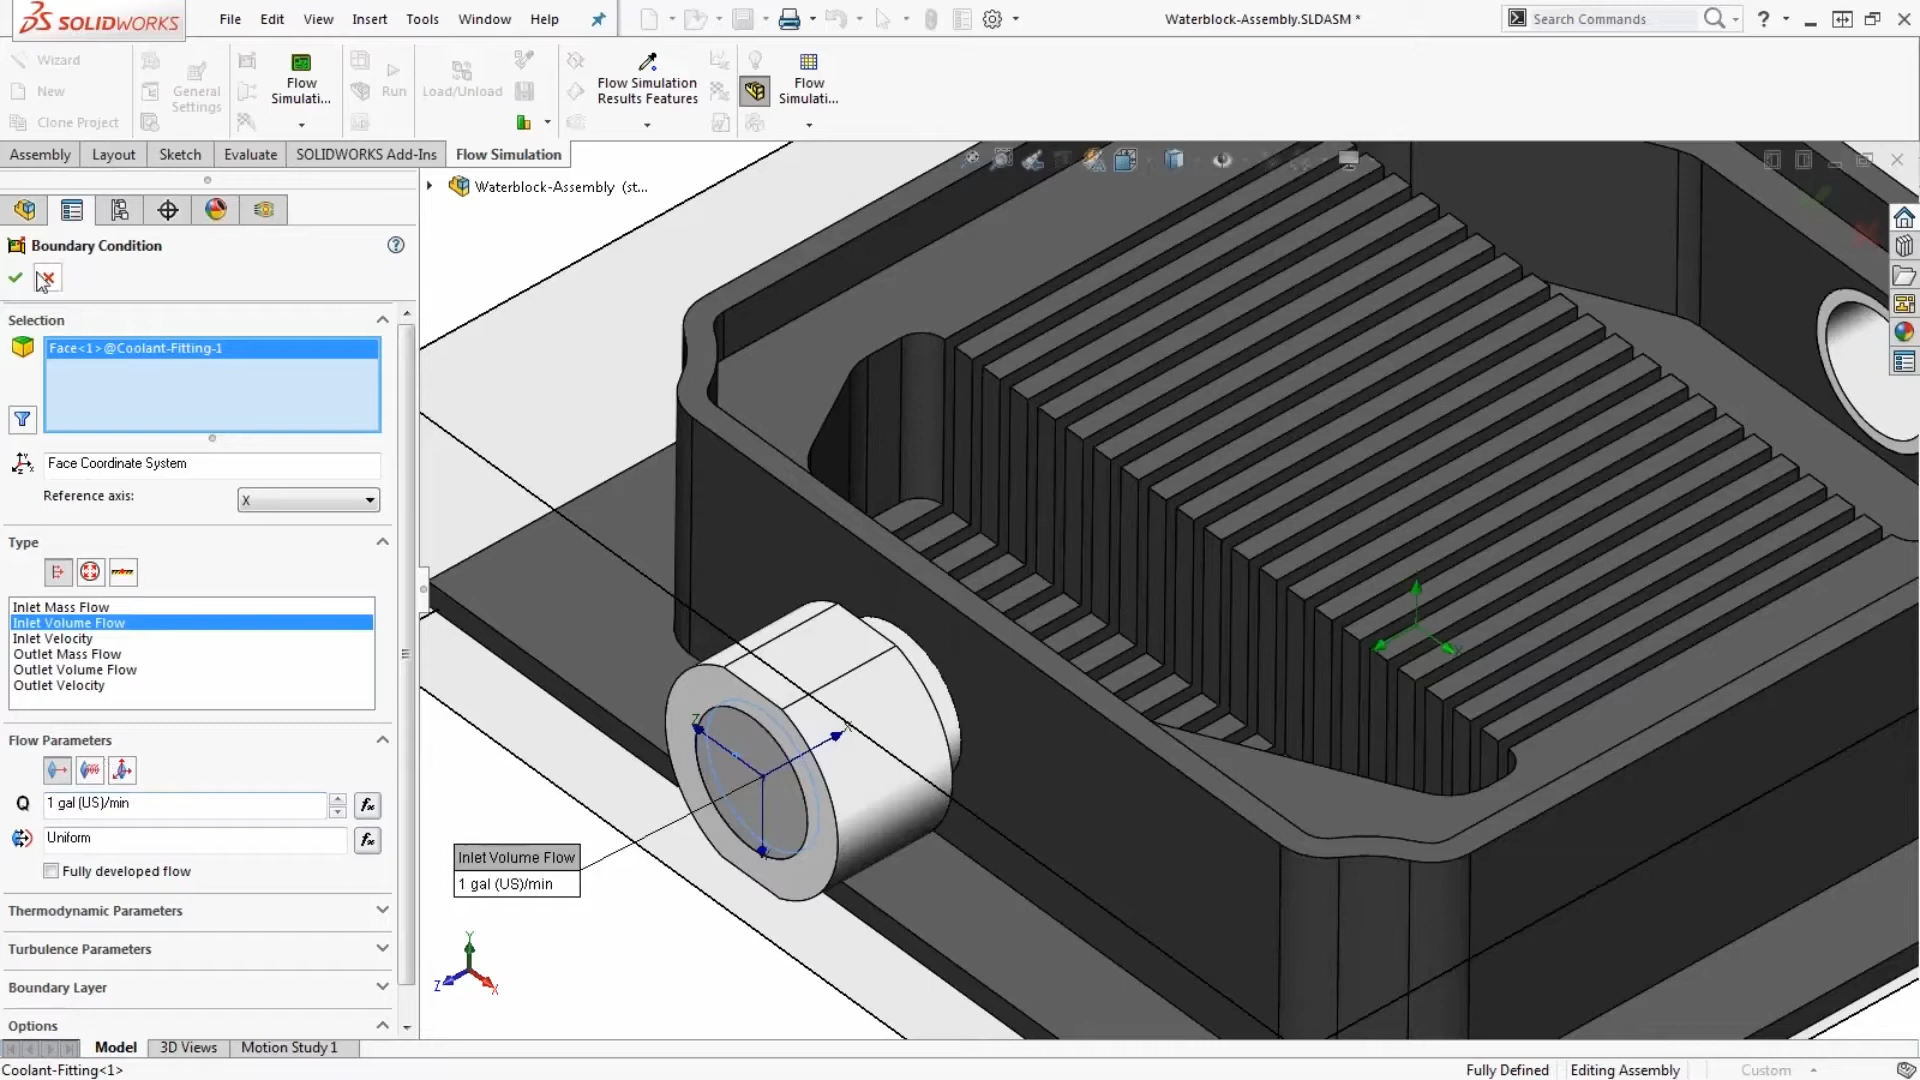 SOLIDWORKS
File Edit View Insert Tools Window Help
Waterblock-Assembly.SLDASM *
Search Commands
Wizard
New
Clone Project
General Settings
Flow Simulati...
Run
Load/Unload
Flow Simulation Results Features
Flow Simulati...
Assembly Layout Sketch Evaluate SOLIDWORKS Add-Ins Flow Simulation
Waterblock-Assembly (st...
Boundary Condition
Selection
Face<1>@Coolant-Fitting-1
Face Coordinate System
Reference axis:
X
Type
Inlet Mass Flow
Inlet Volume Flow
Inlet Velocity
Outlet Mass Flow
Outlet Volume Flow
Outlet Velocity
Flow Parameters
Q 1 gal (US)/min
Uniform
Fully developed flow
Thermodynamic Parameters
Turbulence Parameters
Boundary Layer
Options
Z
X
Inlet Volume Flow
1 gal (US)/min
Y
Z
X
Model 3D Views Motion Study 1
Coolant-Fitting<1>
Fully Defined Editing Assembly Custom